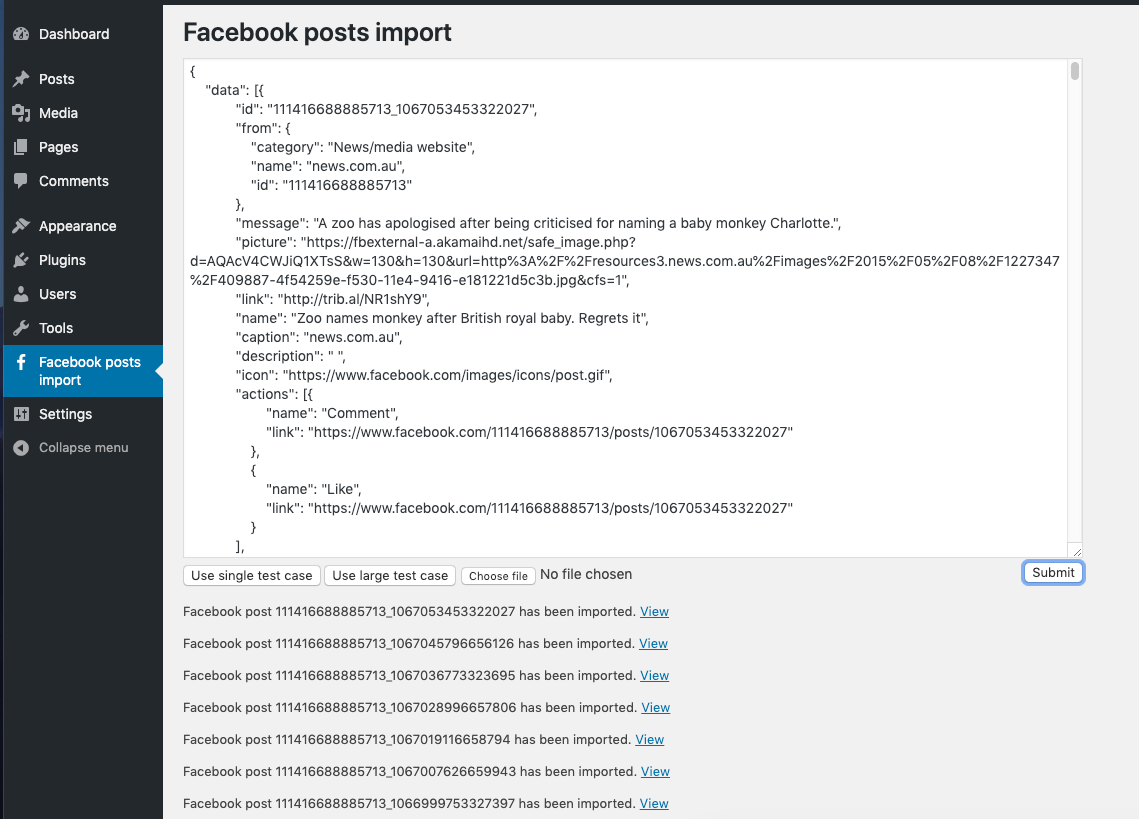 Dashboard
Posts
Media
Pages
Comments
Appearance
Plugins
Users
Tools
Facebook posts
import
Settings
Collapse menu
Facebook posts import
{
"data": [{
"id": "111416688885713_1067053453322027",
"from": {
"category": "News/media website",
"name": "news.com.au",
"id": "111416688885713"
},
"message": "A zoo has apologised after being criticised for naming a baby monkey Charlotte.",
"picture": "https://fbexternal-a.akamaihd.net/safe_image.php?
d=AQAcV4CWJiQ1XTsS&w=130&h=130&url=http%3A%2F%2Fresources3.news.com.au%2Fimages%2F2015%2F05%2F08%2F1227347
%2F409887-4f54259e-f530-11e4-9416-e181221d5c3b.jpg&cfs=1",
"link": "http://trib.al/NR1shY9",
"name": "Zoo names monkey after British royal baby. Regrets it",
"caption": "news.com.au",
"description": " ",
"icon": "https://www.facebook.com/images/icons/post.gif",
"actions": [{
"name": "Comment",
"link": "https://www.facebook.com/111416688885713/posts/1067053453322027"
},
{
"name": "Like",
"link": "https://www.facebook.com/111416688885713/posts/1067053453322027"
}
],
Use single test case Use large test case Choose file No file chosen Submit
Facebook post 111416688885713_1067053453322027 has been imported. View
Facebook post 111416688885713_1067045796656126 has been imported. View
Facebook post 111416688885713_1067036773323695 has been imported. View
Facebook post 111416688885713_1067028996657806 has been imported. View
Facebook post 111416688885713_1067019116658794 has been imported. View
Facebook post 111416688885713_1067007626659943 has been imported. View
Facebook post 111416688885713_1066999753327397 has been imported. View